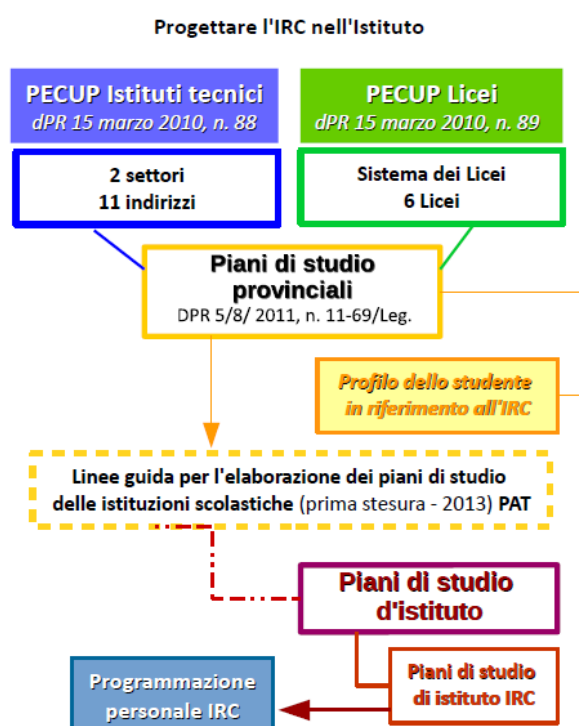 Progettare l'IRC nell'Istituto
PECUP Istituti tecnici
dPR 15 marzo 2010, n. 88
PECUP Licei
dPR 15 marzo 2010, n. 89
2 settori
11 indirizzi
Sistema dei Licei
6 Licei
Piani di studio
provinciali
DPR 5/8/ 2011, n. 11-69/Leg.
Profilo dello studente
in riferimento all'IRC
Linee guida per l'elaborazione dei piani di studio
delle istituzioni scolastiche (prima stesura - 2013) PAT
Piani di studio
d'istituto
Piani di studio
di istituto IRC
Programmazione
personale IRC